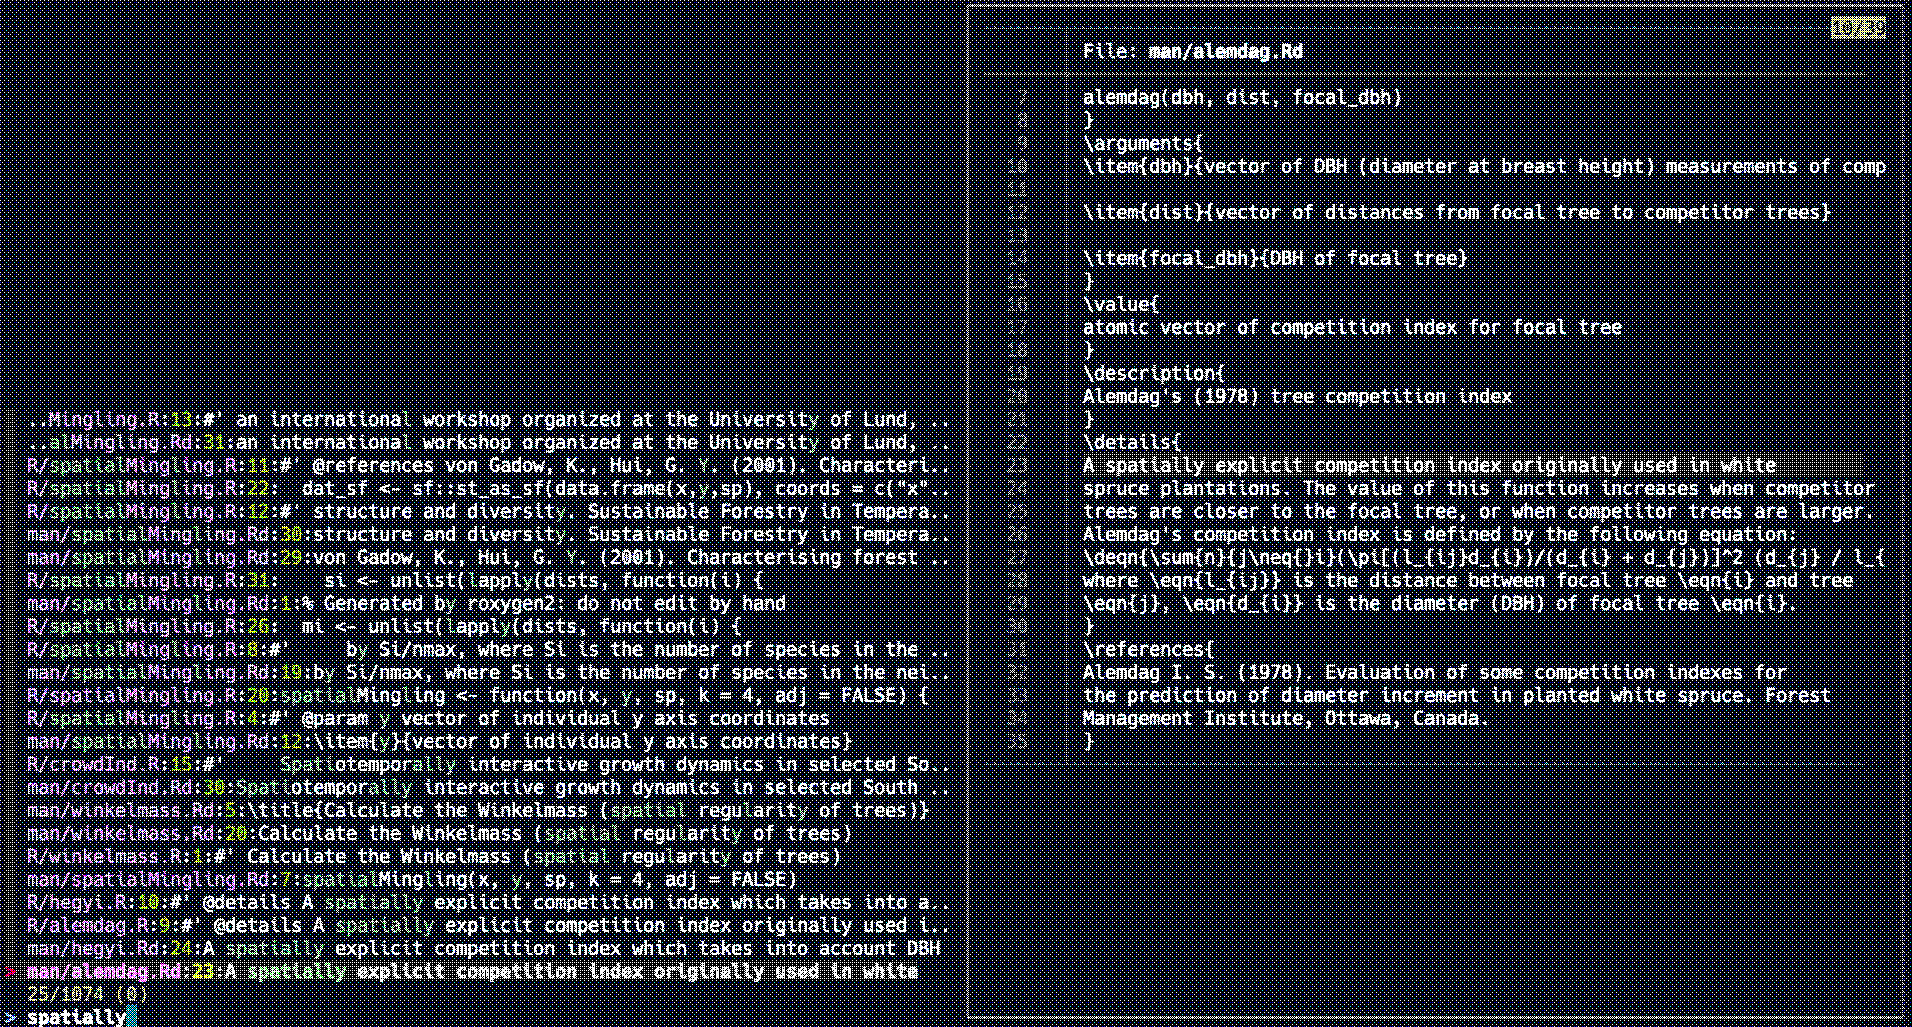 ..Mingling.R:13:#' an international workshop organized at the University of Lund, ..
..alMingling.Rd:31:an international workshop organized at the University of Lund, ..
R/spatialMingling.R:11:#' @references von Gadow, K., Hui, G. Y. (2001). Characteri..
R/spatialMingling.R:22:  dat_sf <- sf::st_as_sf(data.frame(x,y,sp), coords = c("x"..
R/spatialMingling.R:12:#' structure and diversity. Sustainable Forestry in Tempera..
man/spatialMingling.Rd:30:structure and diversity. Sustainable Forestry in Tempera..
man/spatialMingling.Rd:29:von Gadow, K., Hui, G. Y. (2001). Characterising forest ..
R/spatialMingling.R:31:    si <- unlist(lapply(dists, function(i) {
man/spatialMingling.Rd:1:% Generated by roxygen2: do not edit by hand
R/spatialMingling.R:26:  mi <- unlist(lapply(dists, function(i) {
R/spatialMingling.R:8:#'     by Si/nmax, where Si is the number of species in the ..
man/spatialMingling.Rd:19:by Si/nmax, where Si is the number of species in the nei..
R/spatialMingling.R:20:spatialMingling <- function(x, y, sp, k = 4, adj = FALSE) {
R/spatialMingling.R:4:#' @param y vector of individual y axis coordinates
man/spatialMingling.Rd:12:\item{y}{vector of individual y axis coordinates}
R/crowdInd.R:15:#'     Spatiotemporally interactive growth dynamics in selected So..
man/crowdInd.Rd:30:Spatiotemporally interactive growth dynamics in selected South ..
man/winkelmass.Rd:5:\title{Calculate the Winkelmass (spatial regularity of trees)}
man/winkelmass.Rd:20:Calculate the Winkelmass (spatial regularity of trees)
R/winkelmass.R:1:#' Calculate the Winkelmass (spatial regularity of trees)
man/spatialMingling.Rd:7:spatialMingling(x, y, sp, k = 4, adj = FALSE)
R/hegyi.R:10:#' @details A spatially explicit competition index which takes into a..
R/alemdag.R:9:#' @details A spatially explicit competition index originally used i..
man/hegyi.Rd:24:A spatially explicit competition index which takes into account DBH
> man/alemdag.Rd:23:A spatially explicit competition index originally used in white
25/1074 (0)
> spatially
File: man/alemdag.Rd
7 alemdag(dbh, dist, focal_dbh)
8 }
9 \arguments{
10 \item{dbh}{vector of DBH (diameter at breast height) measurements of comp
11
12 \item{dist}{vector of distances from focal tree to competitor trees}
13
14 \item{focal_dbh}{DBH of focal tree}
15 }
16 \value{
17 atomic vector of competition index for focal tree
18 }
19 \description{
20 Alemdag's (1978) tree competition index
21 }
22 \details{
23 A spatially explicit competition index originally used in white
24 spruce plantations. The value of this function increases when competitor
25 trees are closer to the focal tree, or when competitor trees are larger.
26 Alemdag's competition index is defined by the following equation:
27 \deqn{\sum{n}{j\neq{}i}(\pi[(l_{ij}d_{i})/(d_{i} + d_{j})]^2 (d_{j} / l_{
28 where \eqn{l_{ij}} is the distance between focal tree \eqn{i} and tree
29 \eqn{j}, \eqn{d_{i}} is the diameter (DBH) of focal tree \eqn{i}.
30 }
31 \references{
32 Alemdag I. S. (1978). Evaluation of some competition indexes for
33 the prediction of diameter increment in planted white spruce. Forest
34 Management Institute, Ottawa, Canada.
35 }